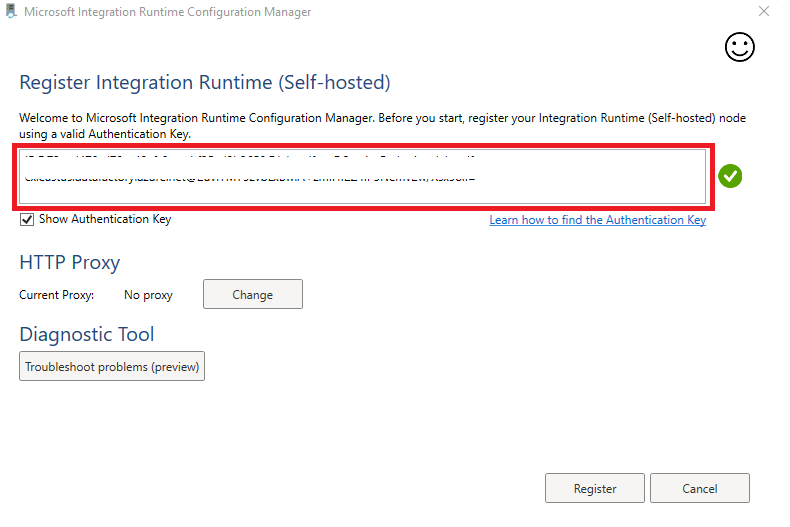 Microsoft Integration Runtime Configuration Manager
Register Integration Runtime (Self-hosted)
Welcome to Microsoft Integration Runtime Configuration Manager. Before you start, register your Integration Runtime (Self-hosted) node
using a valid Authentication Key.
Show Authentication Key
Learn how to find the Authentication Key
HTTP Proxy
Current Proxy:
No proxy
Change
Diagnostic Tool
Troubleshoot problems (preview)
Register
Cancel